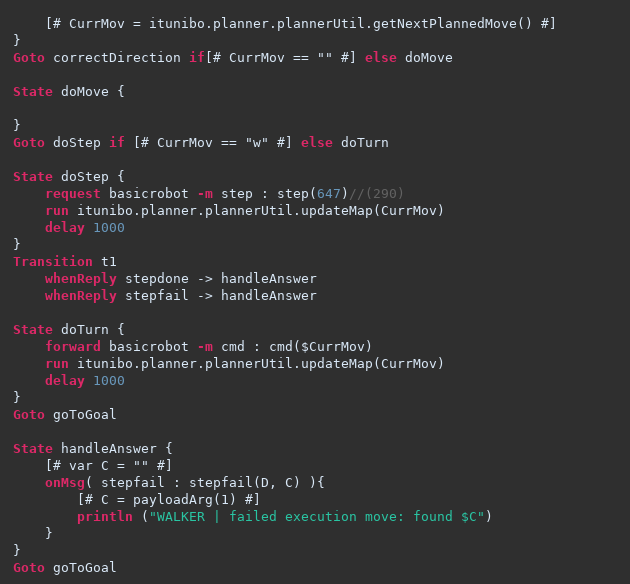 [# CurrMov = itunibo.planner.plannerUtil.getNextPlannedMove() #]
}
Goto correctDirection if[# CurrMov == "" #] else doMove
State doMove {
}
Goto doStep if [# CurrMov == "w" #] else doTurn
State doStep {
request basicrobot -m step : step(647)//(290)
run itunibo.planner.plannerUtil.updateMap(CurrMov)
delay 1000
}
Transition t1
whenReply stepdone -> handleAnswer
whenReply stepfail -> handleAnswer
State doTurn {
forward basicrobot -m cmd : cmd($CurrMov)
run itunibo.planner.plannerUtil.updateMap(CurrMov)
delay 1000
}
Goto goToGoal
State handleAnswer {
[# var C = "" #]
onMsg( stepfail : stepfail(D, C) ){
[# C = payloadArg(1) #]
println ("WALKER | failed execution move: found $C")
}
}
Goto goToGoal